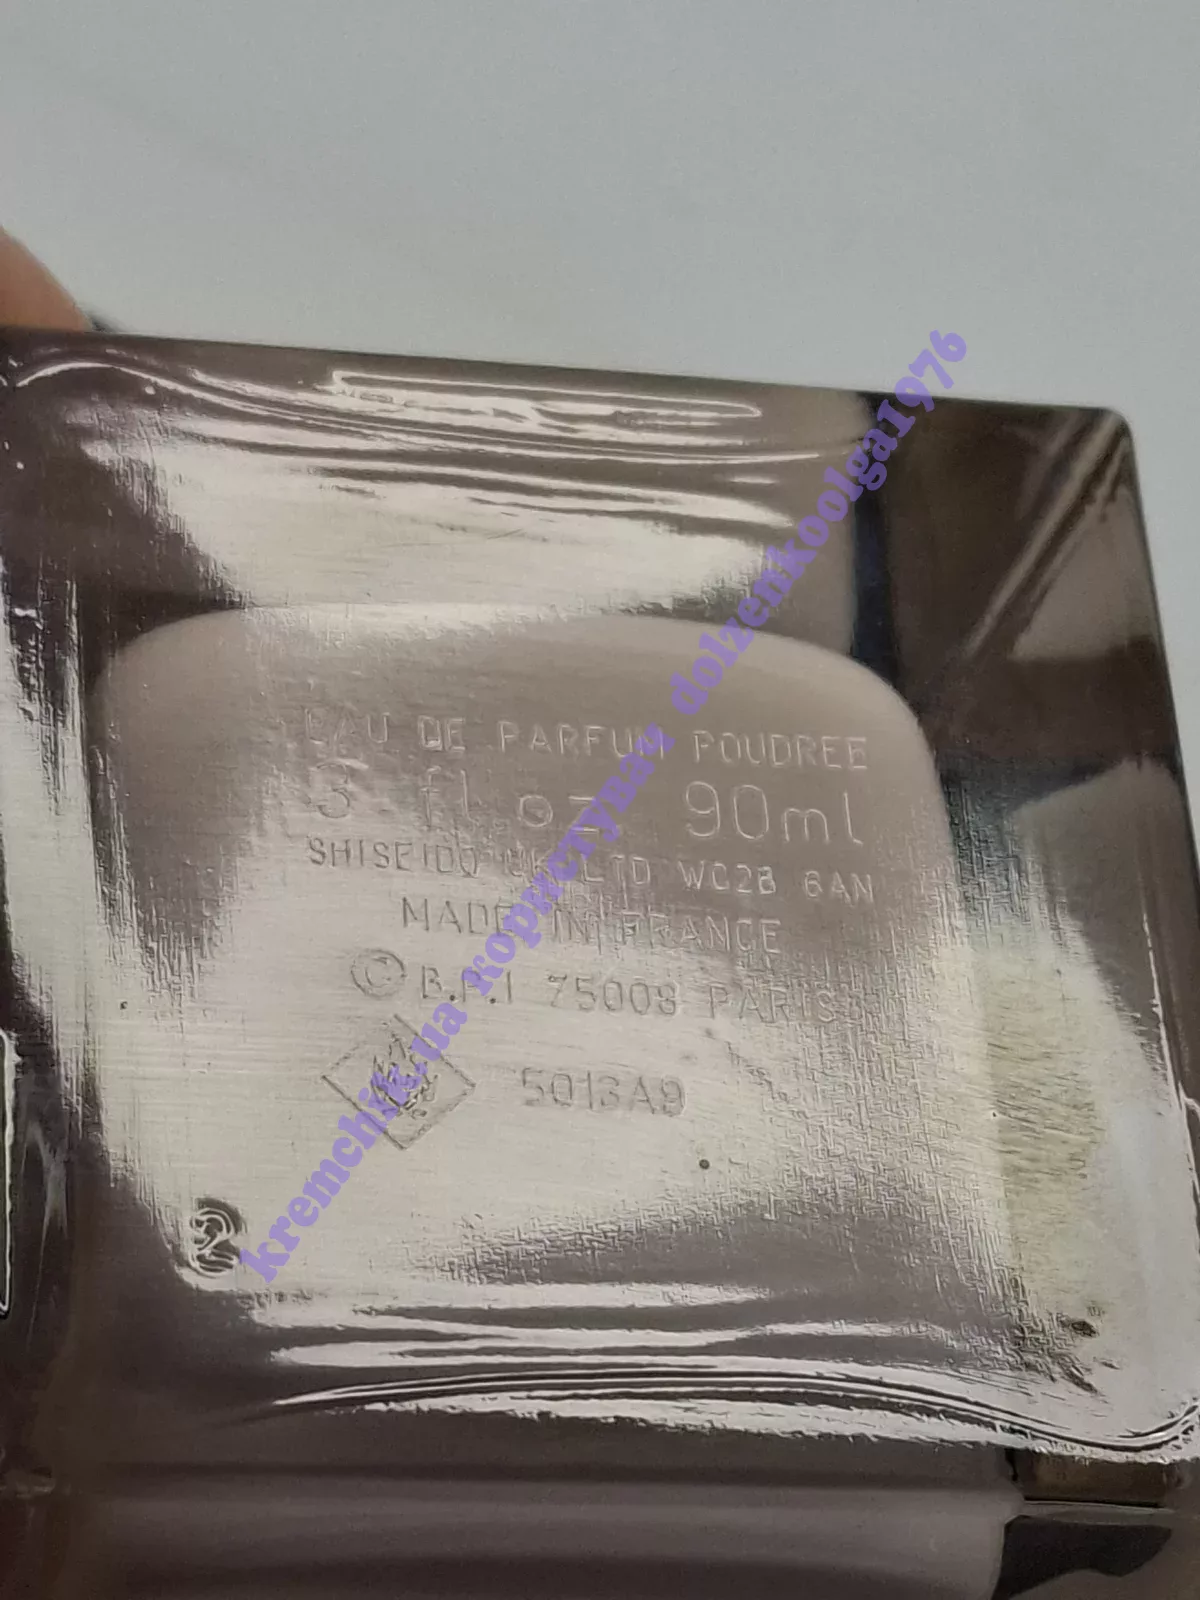 EAU DE PARFUM POUDREE
3 fl. oz. 90ml
SHISEIDO UK LTD WC2B 6AN
MADE IN FRANCE
© B.P.I 75008 PARIS
5013A9
2
kremchik.ua користувач dolzenkoolga1976